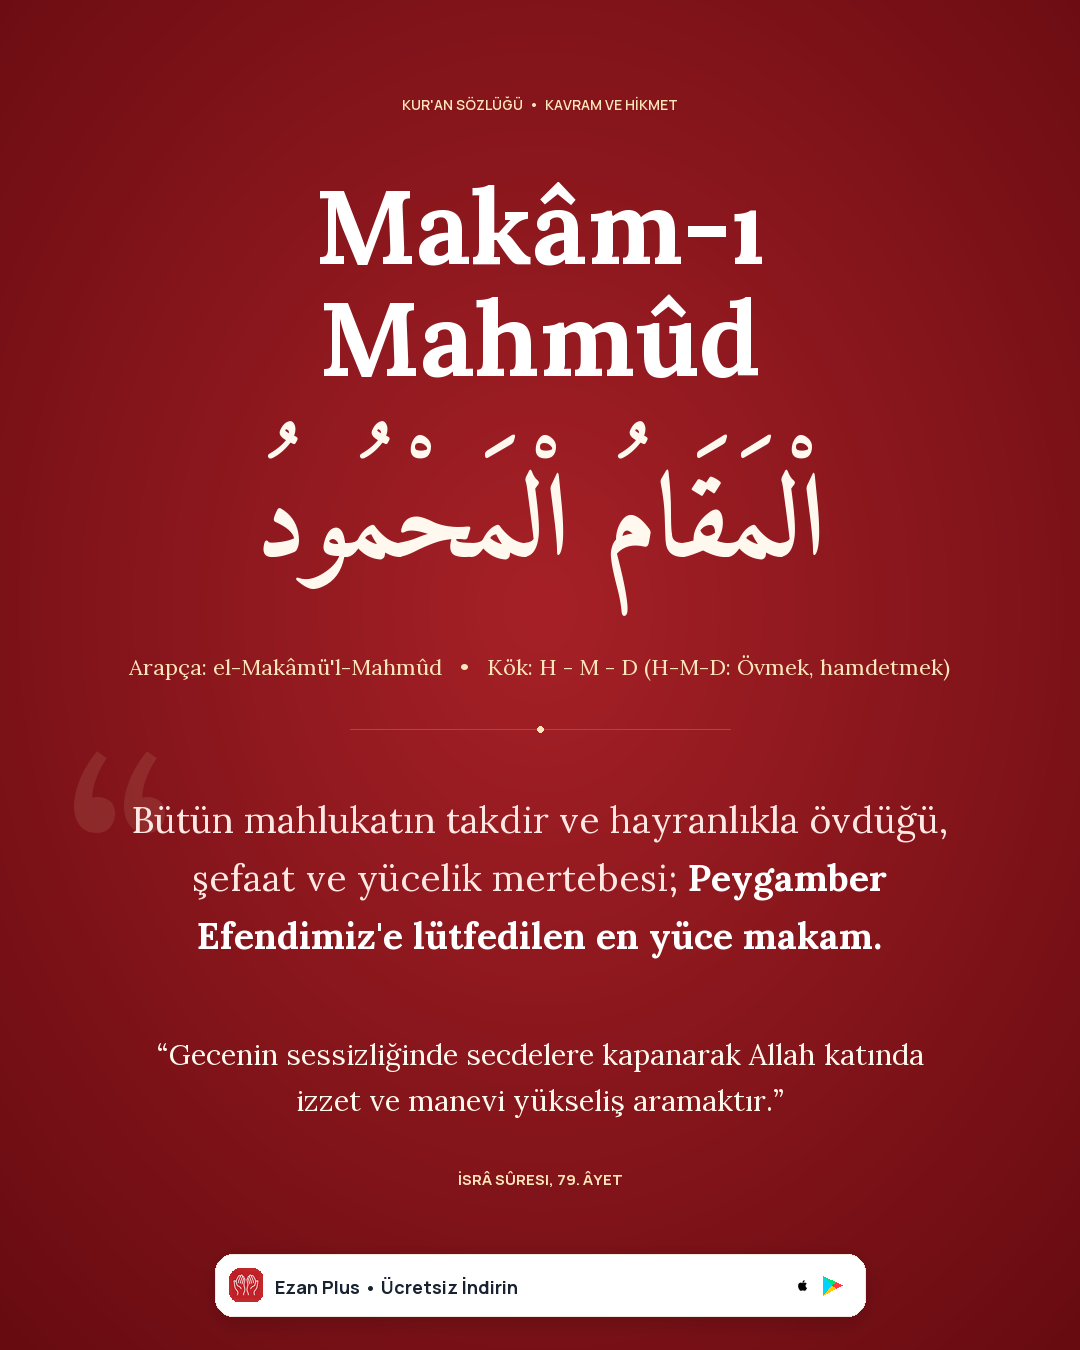 KUR'AN SÖZLÜĞÜ • KAVRAM VE HİKMET
Makâm-ı
Mahmûd
الْمَقَامُ الْمَحْمُودُ
Arapça: el-Makâmü'l-Mahmûd • Kök: H - M - D (H-M-D: Övmek, hamdetmek)
Bütün mahlukatın takdir ve hayranlıkla övdüğü,
şefaat ve yücelik mertebesi; Peygamber
Efendimiz'e lütfedilen en yüce makam.
“Gecenin sessizliğinde secdelere kapanarak Allah katında
izzet ve manevi yükseliş aramaktır.”
İSRÂ SÛRESI, 79. ÂYET
Ezan Plus • Ücretsiz İndirin